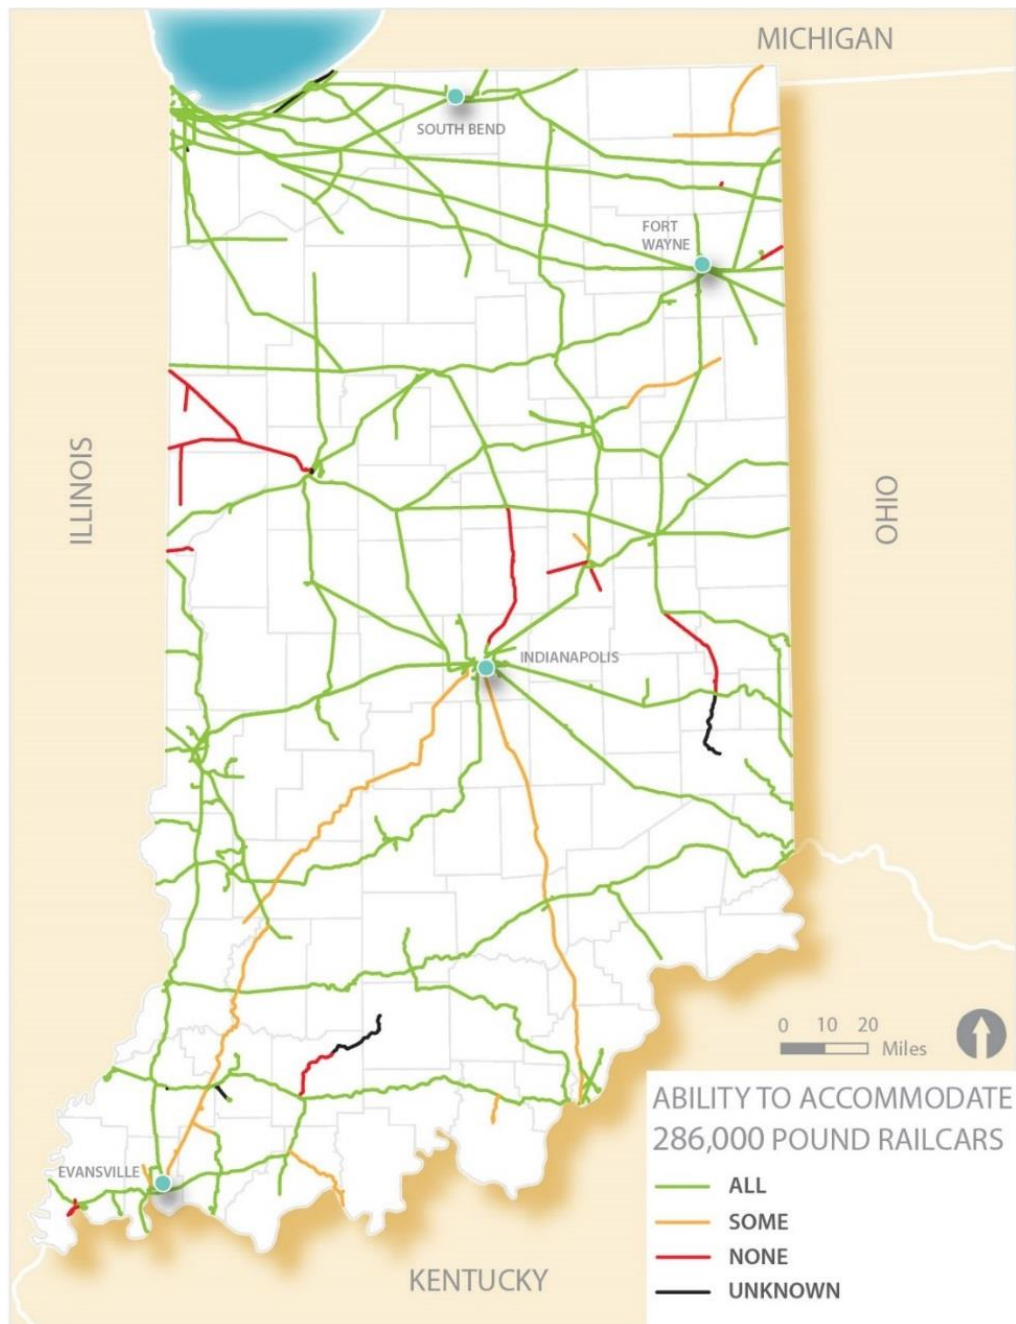 MICHIGAN
SOUTH BEND
FORT
WAYNE
ILLINOIS
OHIO
INDIANAPOLIS
0 10 20
Miles
EVANSVILLE
KENTUCKY
ABILITY TO ACCOMMODATE
286,000 POUND RAILCARS
ALL
SOME
NONE
UNKNOWN